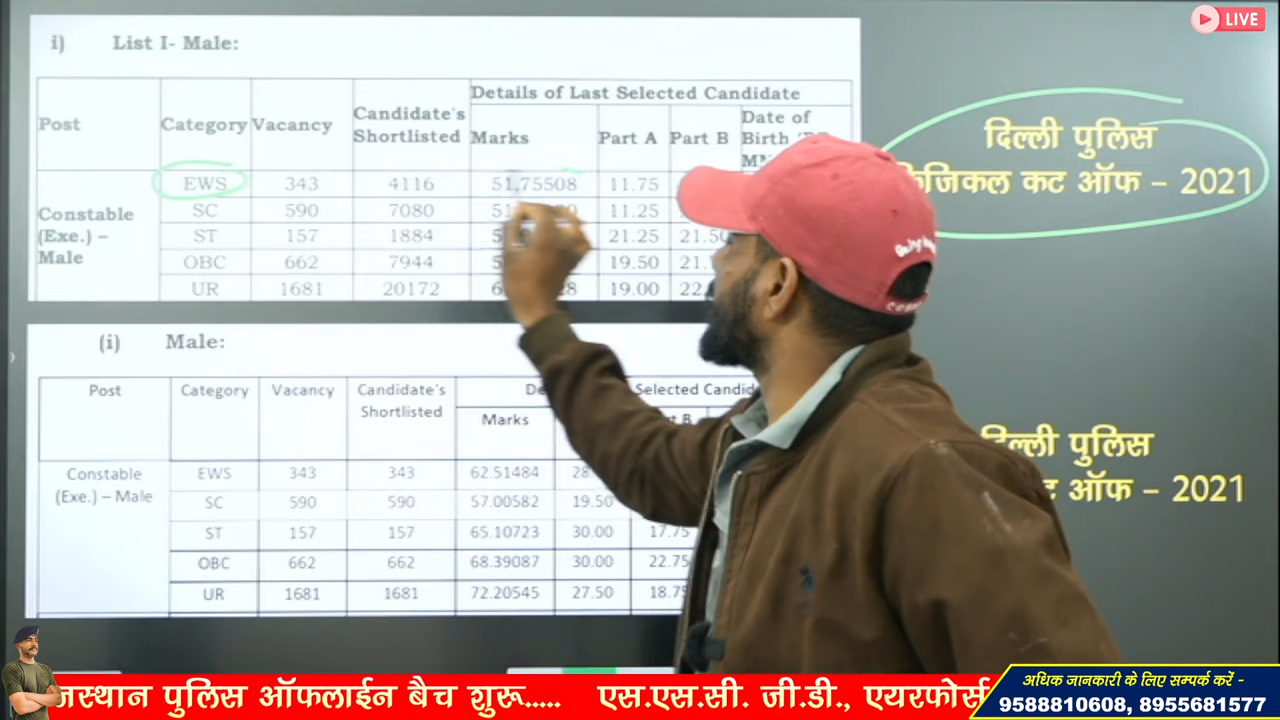 LIVE
i) List I- Male:
Details of Last Selected Candidate
Post Category Vacancy Candidate's Shortlisted Marks Part A Part B Date of Birth
EWS 343 4116 51.75508 11.75
Constable (Exe.) – Male
SC 590 7080 11.25
ST 157 1884 21.25 21.50
OBC 662 7944 19.50
UR 1681 20172 19.00
दिल्ली पुलिस
कट ऑफ – 2021
(i) Male:
Post Category Vacancy Candidate's Shortlisted Selected Marks
Constable (Exe.) – Male
EWS 343 343 62.51484
SC 590 590 57.00582 19.50
ST 157 157 65.10723 30.00 17.75
OBC 662 662 68.39087 30.00 22.75
UR 1681 1681 72.20545 27.50
पुलिस
ऑफ – 2021
पुलिस ऑफलाईन बैच शुरू..... एस.एस.सी. जी.डी.,
अधिक जानकारी के लिए सम्पर्क करें -
9588810608, 8955681577